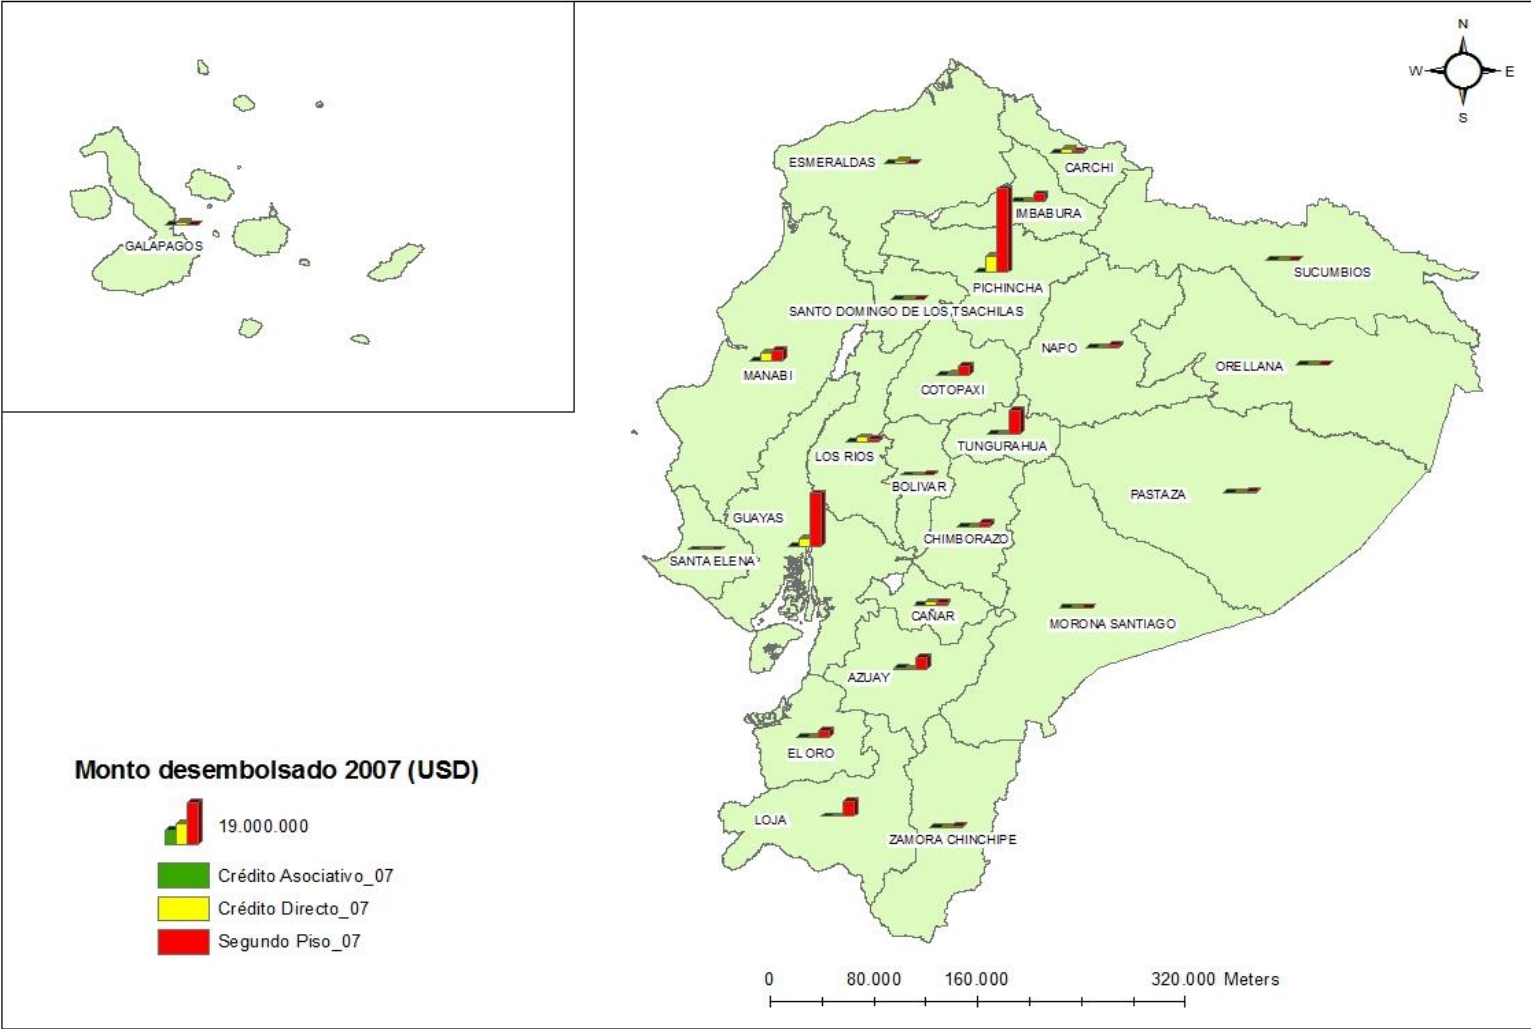 N
W E
S
ESMERALDAS
CARCHI
IMBABURA
GALAPAGOS
SUCUMBIOS
PICHINCHA
SANTO DOMINGO DE LOS TSACHILAS
NAPO
ORELLANA
MANABI
COTOPAXI
TUNGURAHUA
LOS RIOS
BOLIVAR
PASTAZA
GUAYAS
CHIMBORAZO
SANTA ELENA
CAÑAR
MORONA SANTIAGO
AZUAY
EL ORO
LOJA
ZAMORA CHINCHIPE
Monto desembolsado 2007 (USD)
19.000.000
Crédito Asociativo_07
Crédito Directo_07
Segundo Piso_07
0 80.000 160.000 320.000 Meters